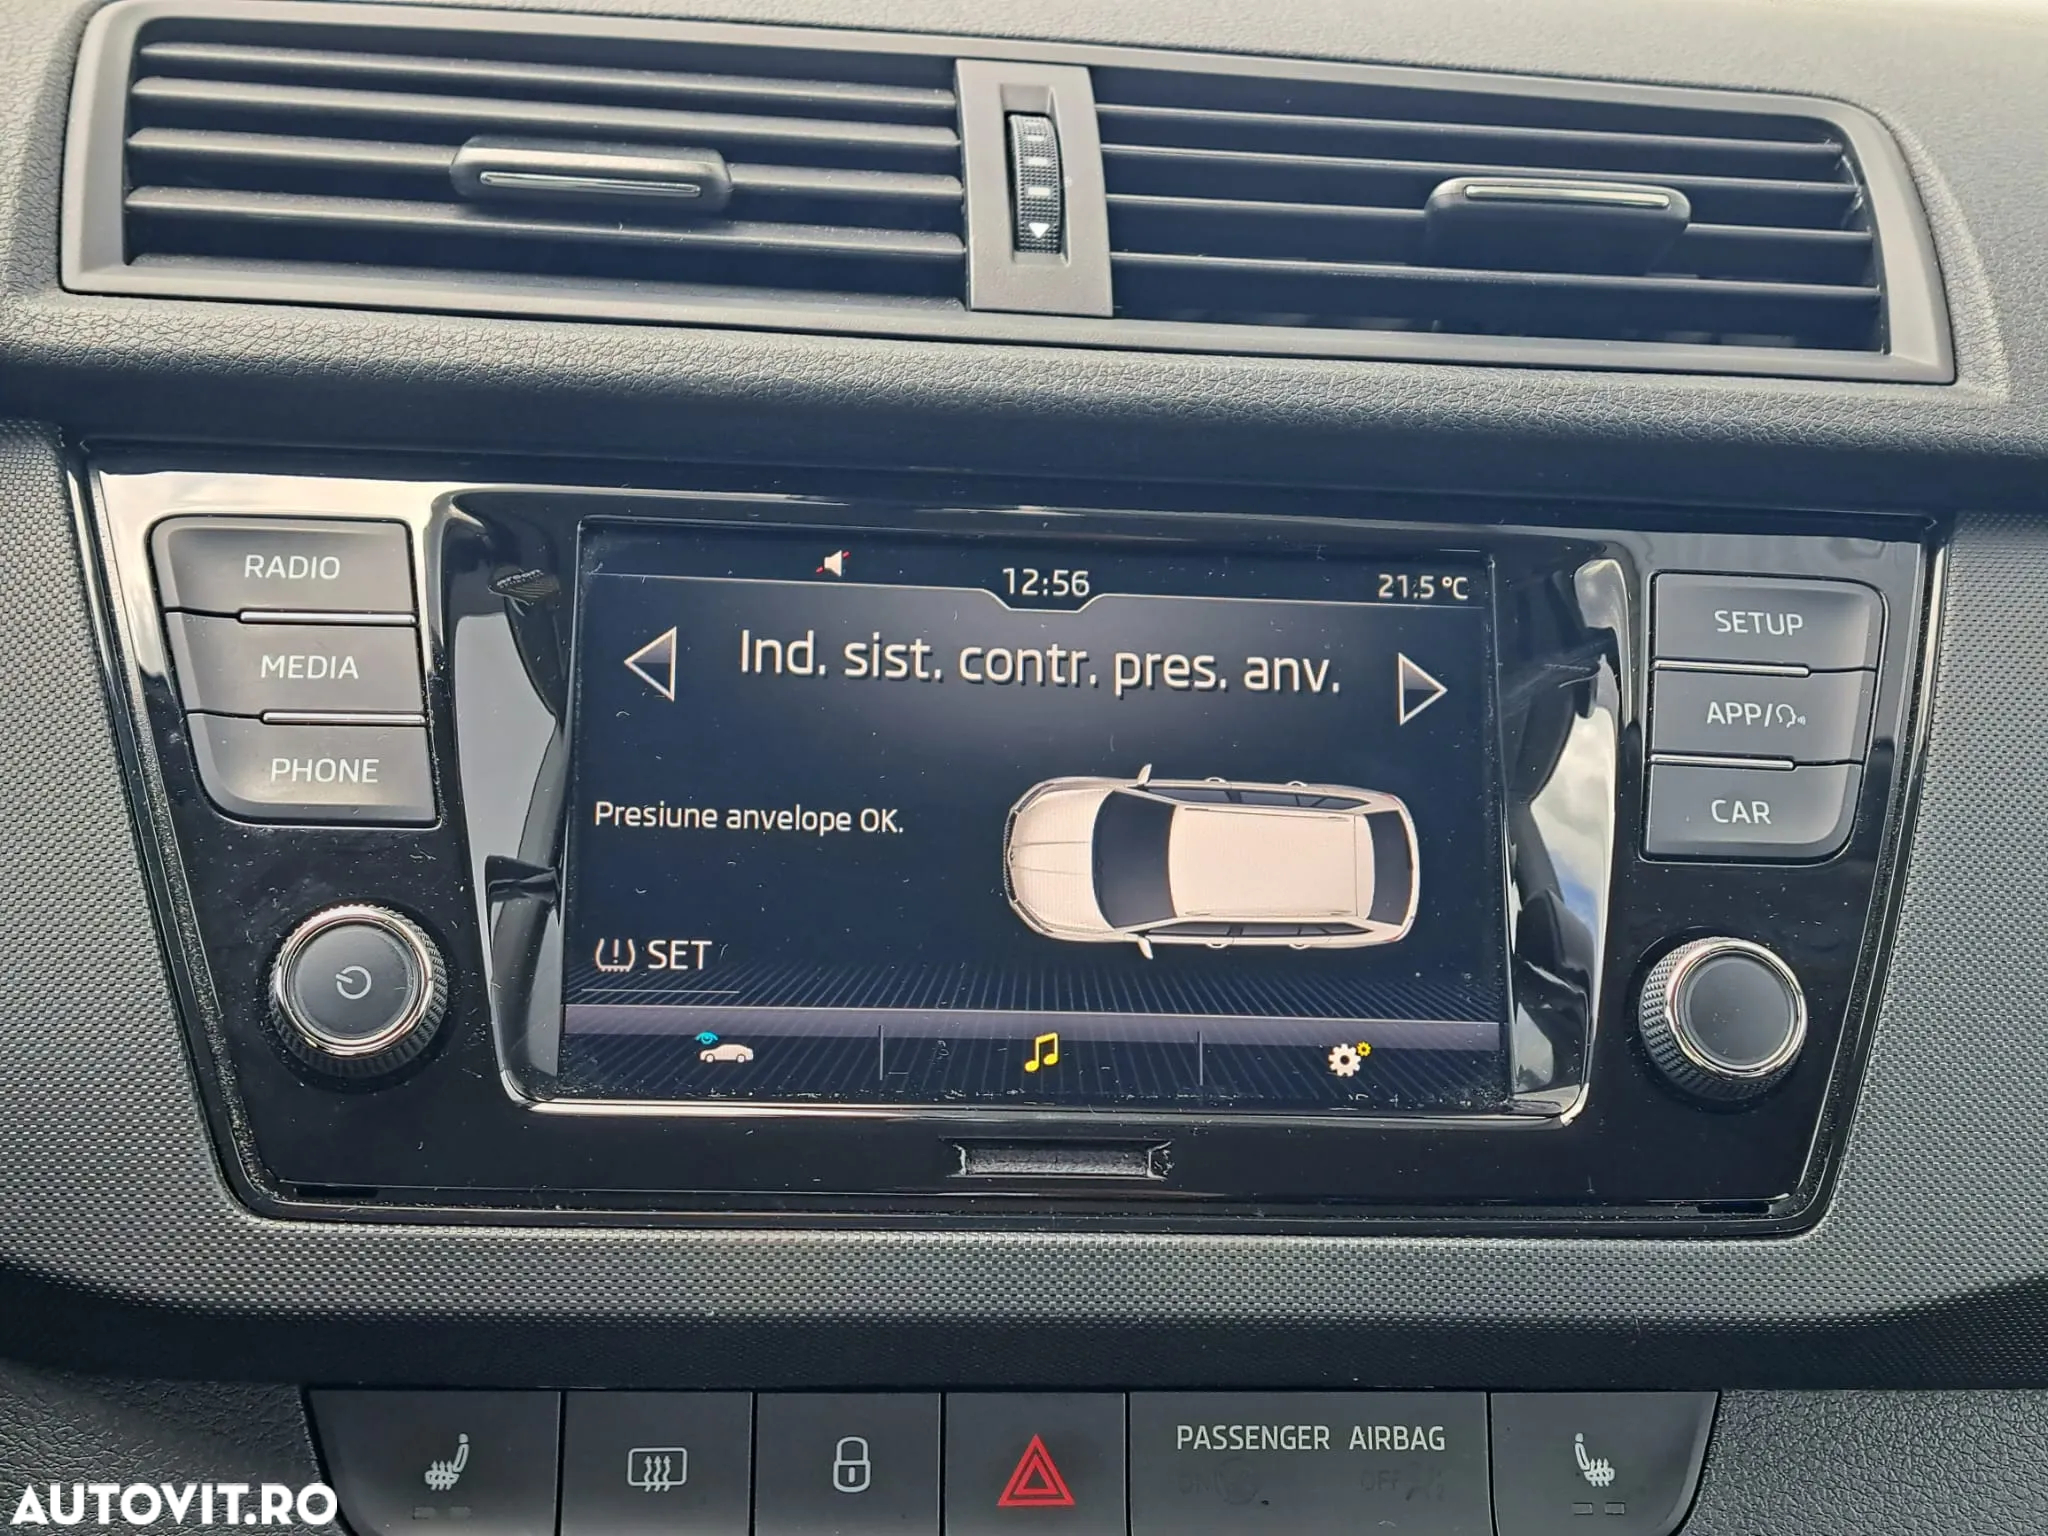 RADIO
MEDIA
PHONE
12:56
21.5 °C
Ind. sist. contr. pres. anv.
Presiune anvelope OK.
SET
SETUP
APP/
CAR
PASSENGER AIRBAG
OFF
AUTOVIT.RO